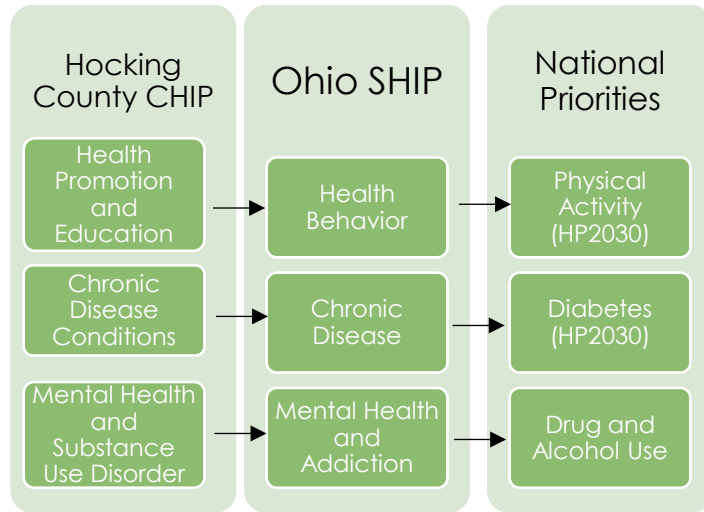 Hocking
County CHIP
Health
Promotion
and
Education
Chronic
Disease
Conditions
Mental Health
and
Substance
Use Disorder
Ohio SHIP
Health
Behavior
Chronic
Disease
Mental Health
and
Addiction
National
Priorities
Physical
Activity
(HP2030)
Diabetes
(HP2030)
Drug and
Alcohol Use